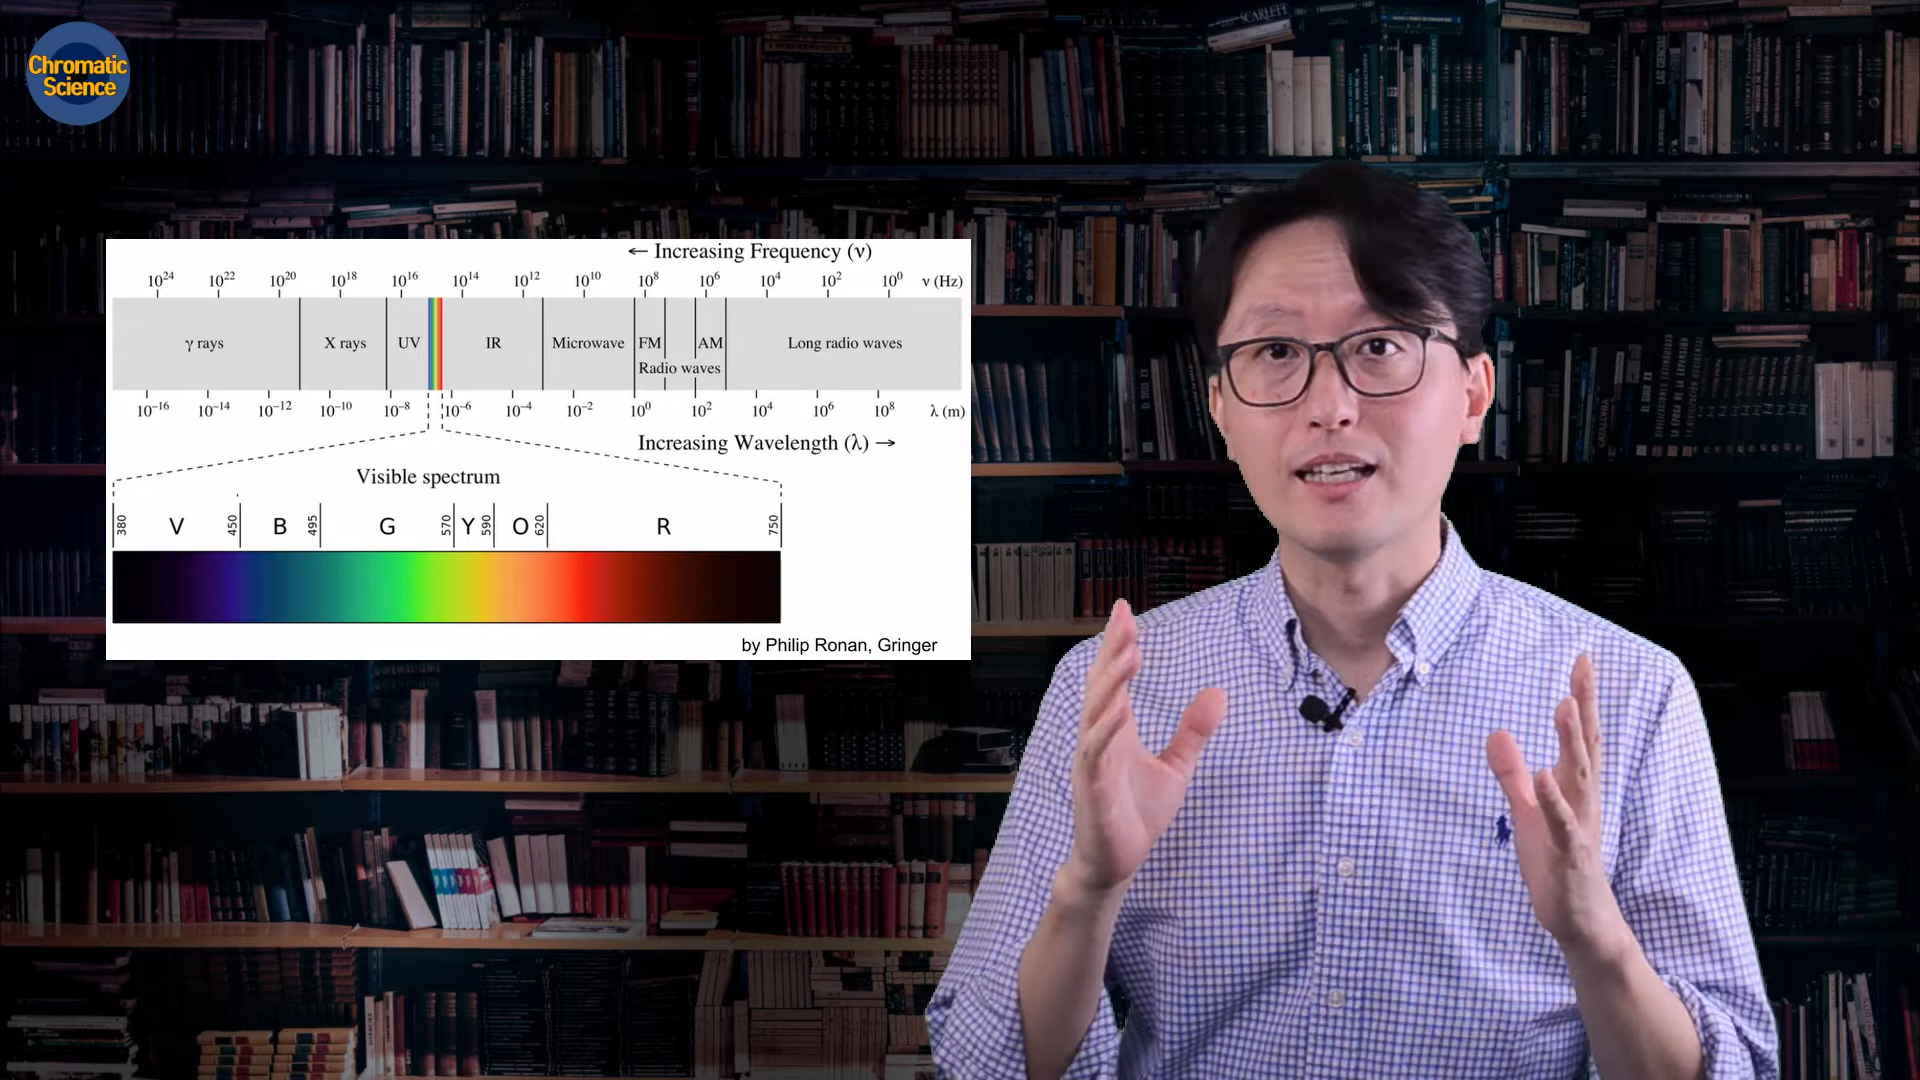 Chromatic
Science
← Increasing Frequency (ν)
10²⁴ 10²² 10²⁰ 10¹⁸ 10¹⁶ 10¹⁴ 10¹² 10¹⁰ 10⁸ 10⁶ 10⁴ 10² 10⁰ ν (Hz)
γ rays X rays UV IR Microwave FM AM Long radio waves
Radio waves
10⁻¹⁶ 10⁻¹⁴ 10⁻¹² 10⁻¹⁰ 10⁻⁸ 10⁻⁶ 10⁻⁴ 10⁻² 10⁰ 10² 10⁴ 10⁶ 10⁸ λ (m)
Increasing Wavelength (λ) →
Visible spectrum
380 V 450 B 495 G 570 Y 590 O 620 R 750
by Philip Ronan, Gringer
SCARLETT